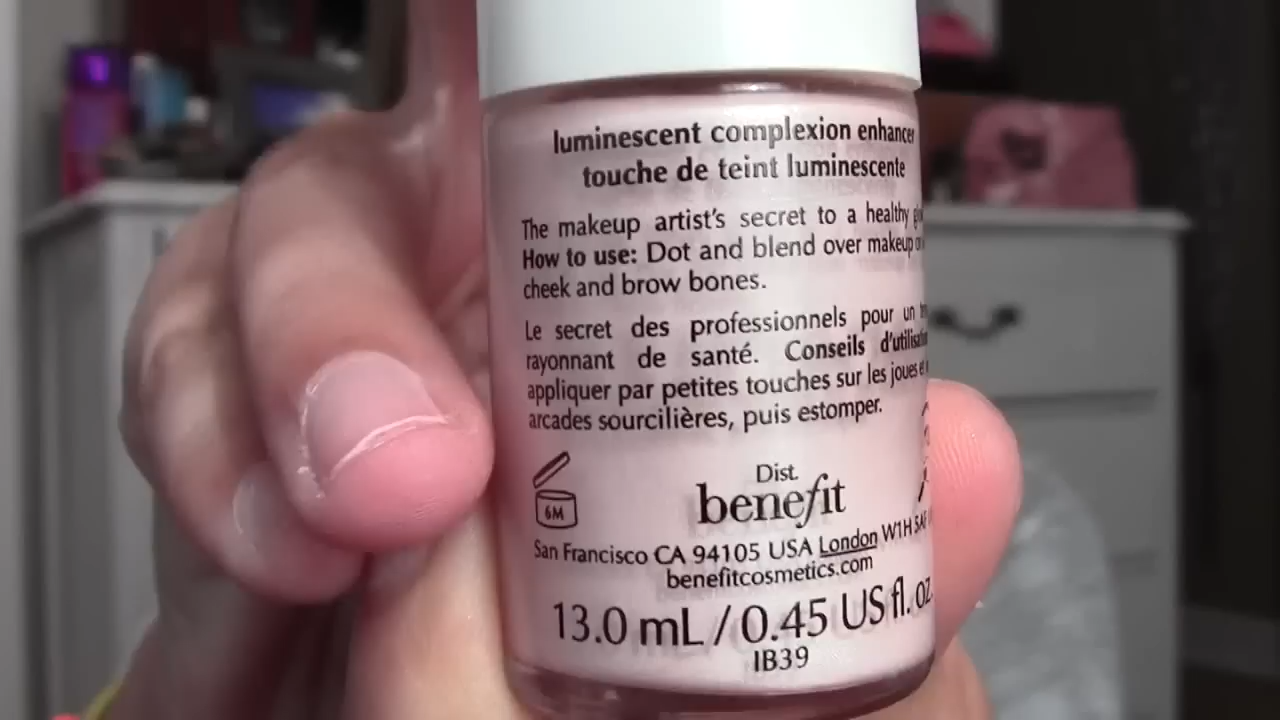 luminescent complexion enhancer
touche de teint luminescente
The makeup artist's secret to a healthy
How to use: Dot and blend over makeup
cheek and brow bones.
Le secret des professionnels pour un
rayonnant de santé. Conseils
appliquer par petites touches sur les joues
arcades sourcilières, puis estomper.
6M
Dist.
benefit
San Francisco CA 94105 USA London W1H
benefitcosmetics.com
13.0 mL / 0.45 US fl. oz.
IB39